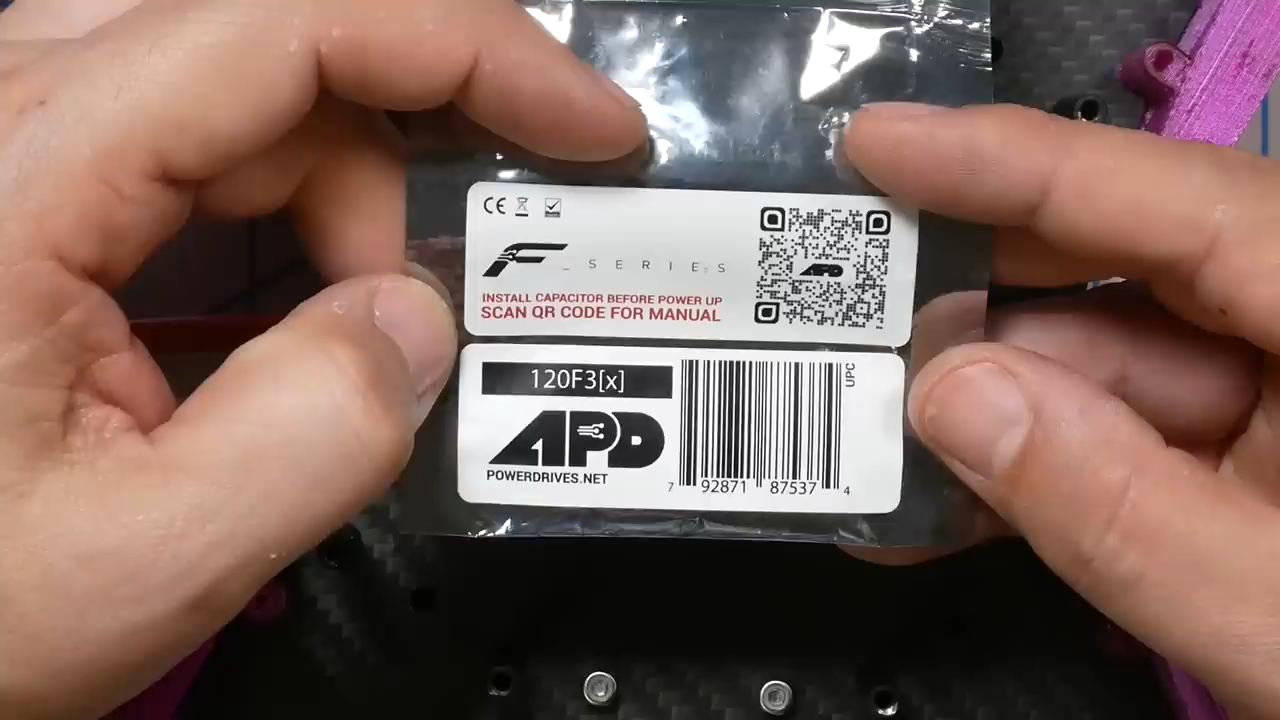 CE
F_SERIES
INSTALL CAPACITOR BEFORE POWER UP
SCAN QR CODE FOR MANUAL
APD
120F3[x]
APD
POWERDRIVES.NET
UPC
7 92871 87537 4